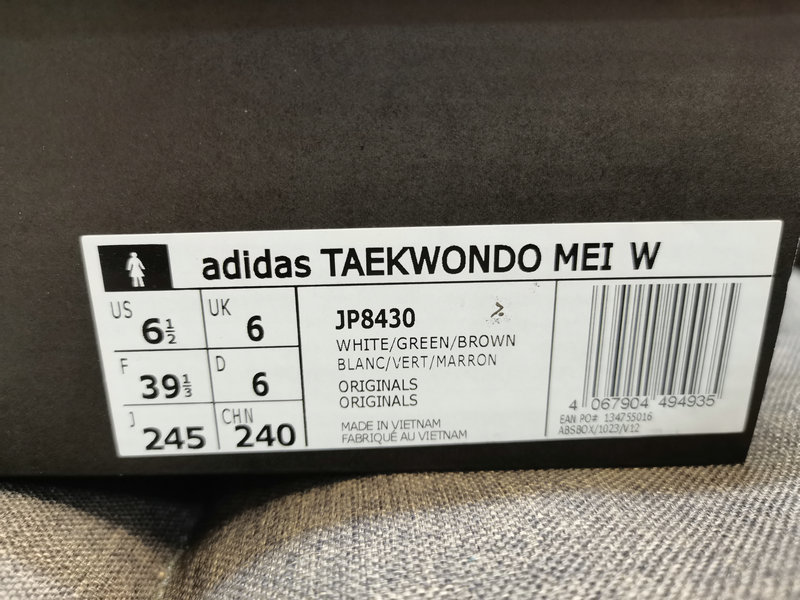 adidas TAEKWONDO MEI W
US 6½ UK 6
F 39⅓ D 6
J 245 CHN 240
JP8430
WHITE/GREEN/BROWN
BLANC/VERT/MARRON
ORIGINALS
ORIGINALS
MADE IN VIETNAM
FABRIQUÉ AU VIETNAM
4 067904 494935
EAN PO# 134755016
ABSBOX/1023/V12